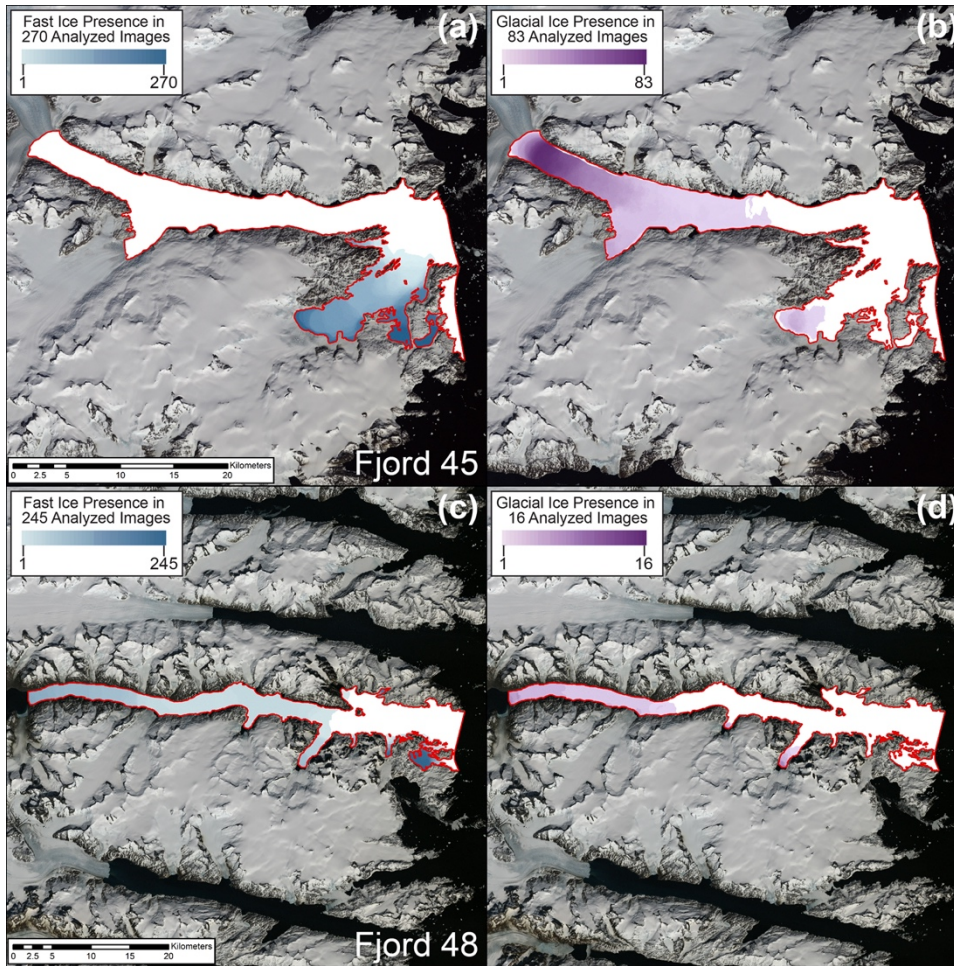 Fast Ice Presence in
270 Analyzed Images
1 270
(a)
Glacial Ice Presence in
83 Analyzed Images
1 83
(b)
Kilometers
0 2.5 5 10 15 20
Fjord 45
Fast Ice Presence in
245 Analyzed Images
1 245
(c)
Glacial Ice Presence in
16 Analyzed Images
1 16
(d)
Kilometers
0 2.5 5 10 15 20
Fjord 48